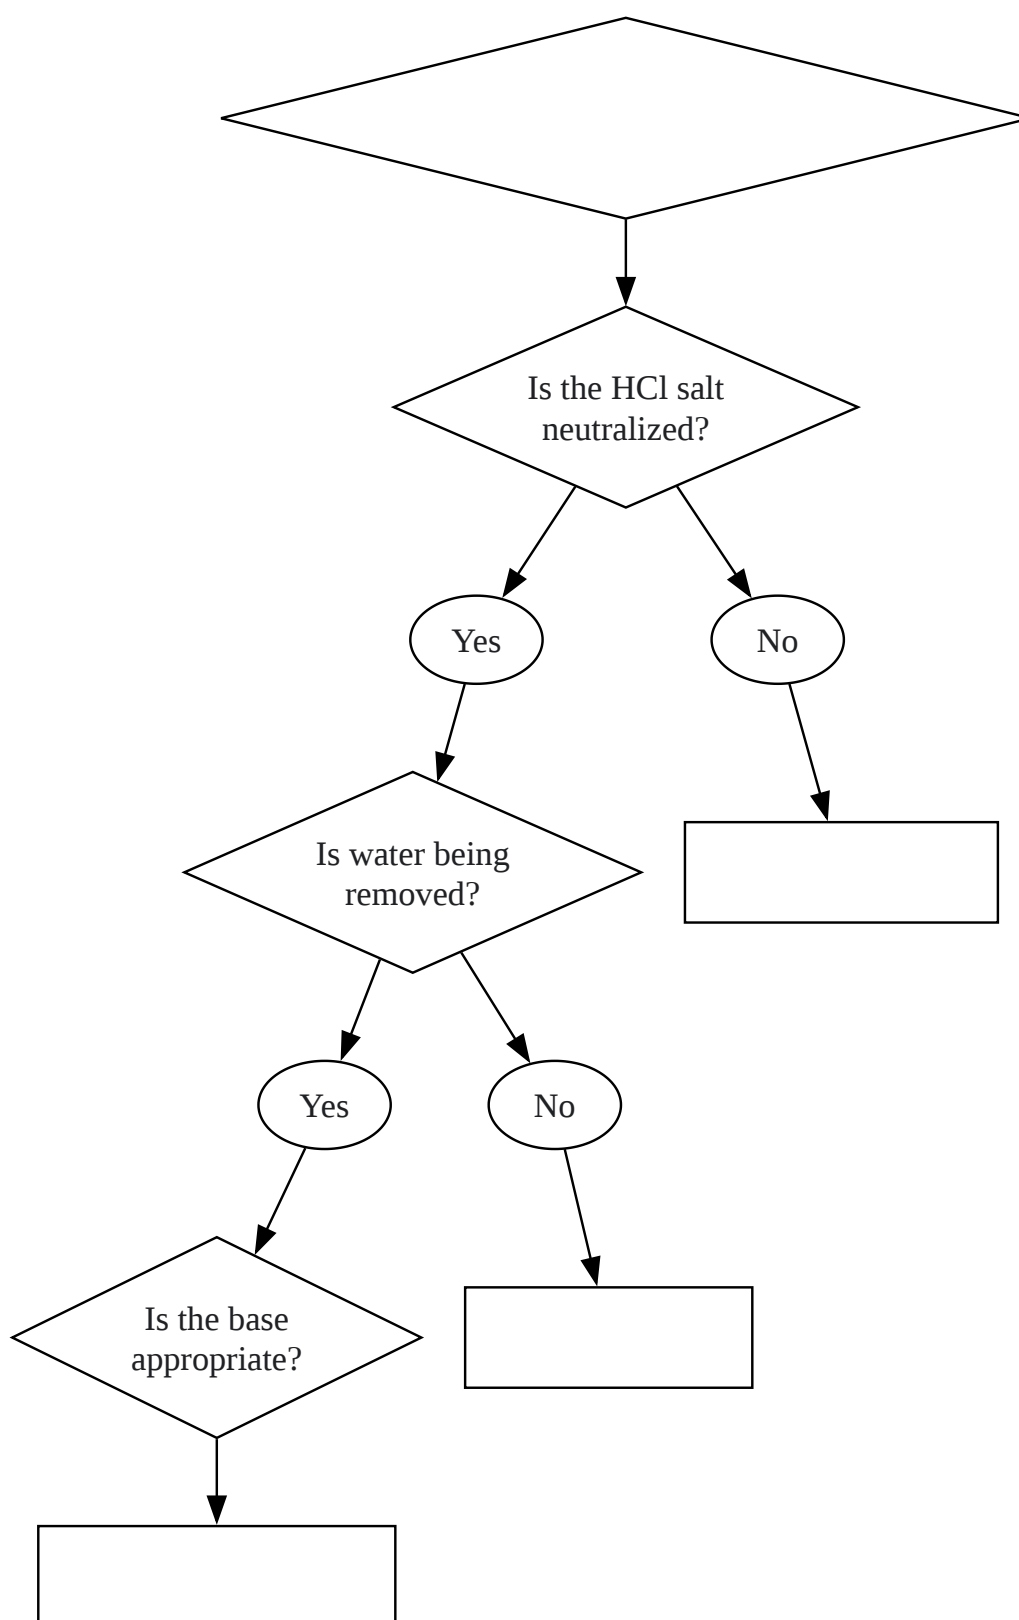 Is the HCl salt
neutralized?
Yes
No
Is water being
removed?
Yes
No
Is the base
appropriate?